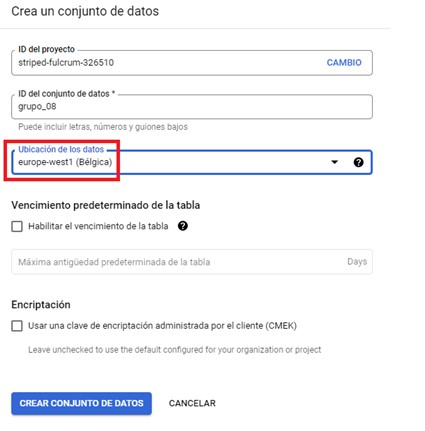 Crea un conjunto de datos
ID del proyecto
striped-fulcrum-326510
CAMBIO
ID del conjunto de datos *
grupo_08
Puede incluir letras, números y guiones bajos
Ubicación de los datos
europe-west1 (Bélgica)
?
Vencimiento predeterminado de la tabla
Habilitar el vencimiento de la tabla
?
Máxima antigüedad predeterminada de la tabla
Days
Encriptación
Usar una clave de encriptación administrada por el cliente (CMEK)
Leave unchecked to use the default configured for your organization or project
CREAR CONJUNTO DE DATOS
CANCELAR